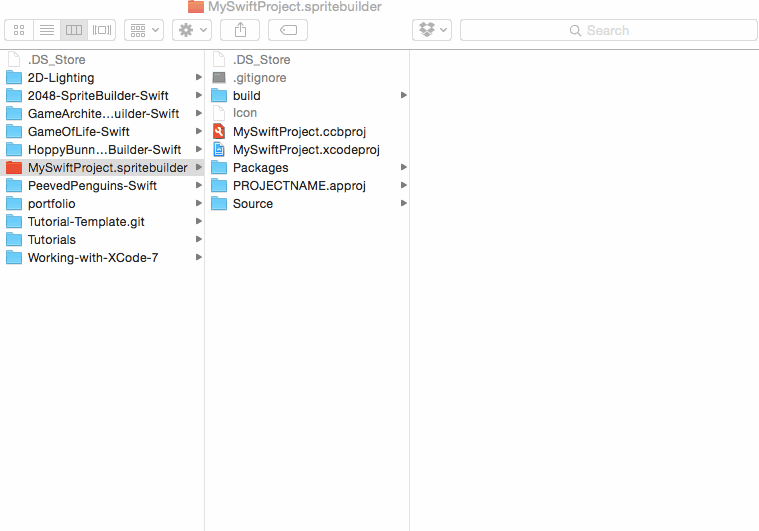 MySwiftProject.spritebuilder
Search
.DS_Store
2D-Lighting
2048-SpriteBuilder-Swift
GameArchite...uilder-Swift
GameOfLife-Swift
HoppyBunn...Builder-Swift
MySwiftProject.spritebuilder
PeevedPenguins-Swift
portfolio
Tutorial-Template.git
Tutorials
Working-with-XCode-7
.DS_Store
.gitignore
build
Icon
MySwiftProject.ccbproj
MySwiftProject.xcodeproj
Packages
PROJECTNAME.approj
Source